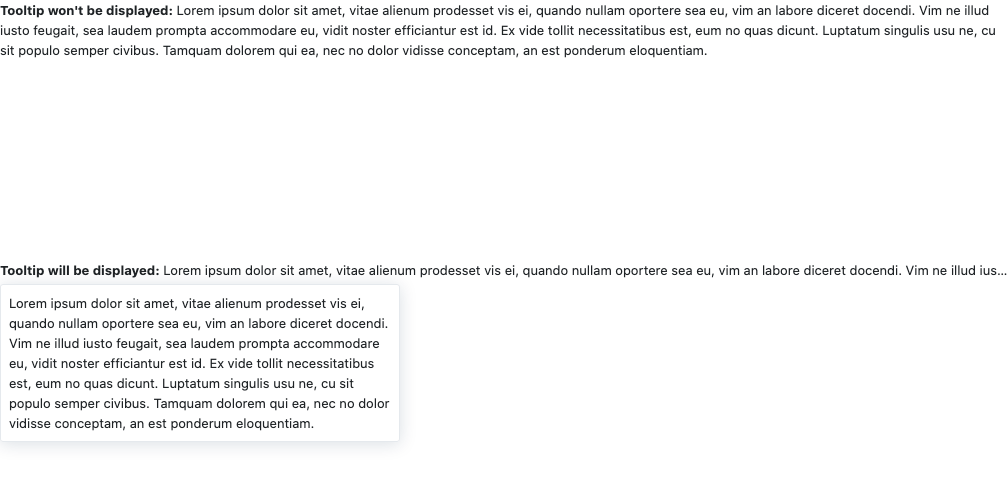 Tooltip won't be displayed: Lorem ipsum dolor sit amet, vitae alienum prodesset vis ei, quando nullam oportere sea eu, vim an labore diceret docendi. Vim ne illud
iusto feugait, sea laudem prompta accommodare eu, vidit noster efficiantur est id. Ex vide tollit necessitatibus est, eum no quas dicunt. Luptatum singulis usu ne, cu
sit populo semper civibus. Tamquam dolorem qui ea, nec no dolor vidisse conceptam, an est ponderum eloquentiam.
Tooltip will be displayed: Lorem ipsum dolor sit amet, vitae alienum prodesset vis ei, quando nullam oportere sea eu, vim an labore diceret docendi. Vim ne illud ius...
Lorem ipsum dolor sit amet, vitae alienum prodesset vis ei,
quando nullam oportere sea eu, vim an labore diceret docendi.
Vim ne illud iusto feugait, sea laudem prompta accommodare
eu, vidit noster efficiantur est id. Ex vide tollit necessitatibus
est, eum no quas dicunt. Luptatum singulis usu ne, cu sit
populo semper civibus. Tamquam dolorem qui ea, nec no dolor
vidisse conceptam, an est ponderum eloquentiam.